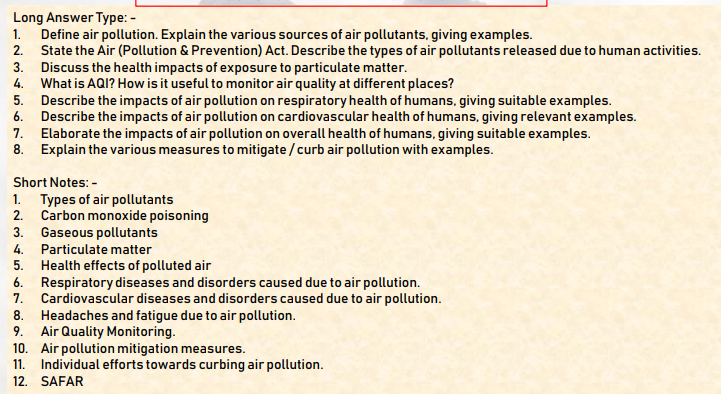 Long Answer Type: -
1. Define air pollution. Explain the various sources of air pollutants, giving examples.
2. State the Air (Pollution & Prevention) Act. Describe the types of air pollutants released due to human activities.
3. Discuss the health impacts of exposure to particulate matter.
4. What is AQI? How is it useful to monitor air quality at different places?
5. Describe the impacts of air pollution on respiratory health of humans, giving suitable examples.
6. Describe the impacts of air pollution on cardiovascular health of humans, giving relevant examples.
7. Elaborate the impacts of air pollution on overall health of humans, giving suitable examples.
8. Explain the various measures to mitigate / curb air pollution with examples.
Short Notes: -
1. Types of air pollutants
2. Carbon monoxide poisoning
3. Gaseous pollutants
4. Particulate matter
5. Health effects of polluted air
6. Respiratory diseases and disorders caused due to air pollution.
7. Cardiovascular diseases and disorders caused due to air pollution.
8. Headaches and fatigue due to air pollution.
9. Air Quality Monitoring.
10. Air pollution mitigation measures.
11. Individual efforts towards curbing air pollution.
12. SAFAR